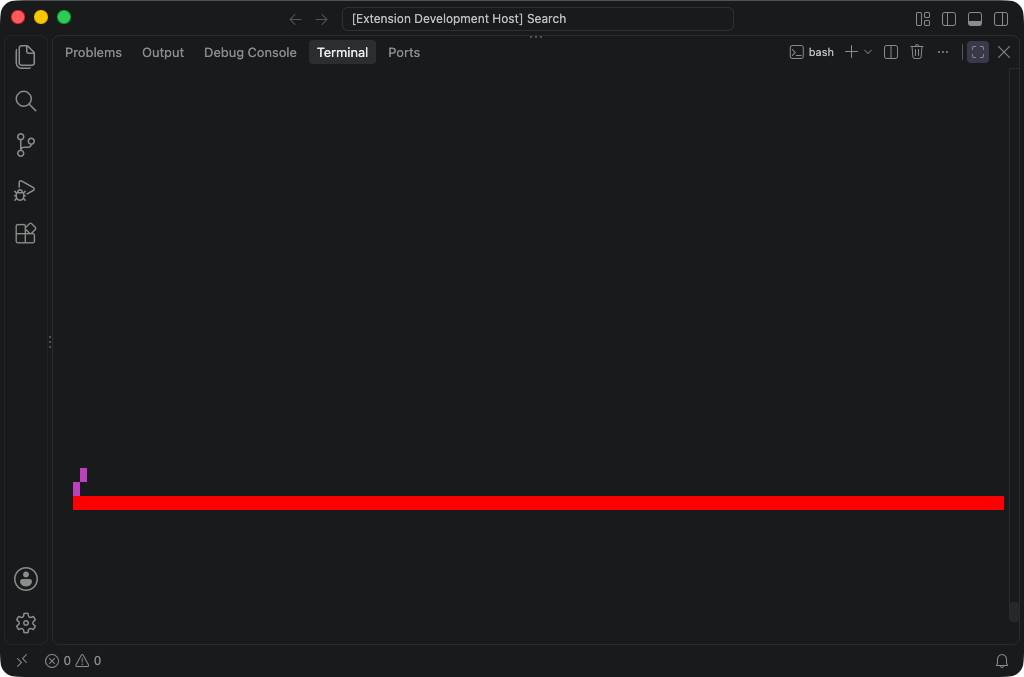 [Extension Development Host] Search
Problems Output Debug Console Terminal Ports bash
0 0